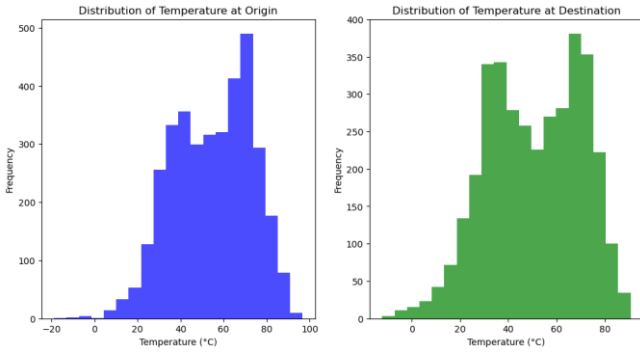 Distribution of Temperature at Origin
500
400
300
200
100
0
Frequency
−20 0 20 40 60 80 100
Temperature (°C)
Distribution of Temperature at Destination
400
350
300
250
200
150
100
50
0
Frequency
0 20 40 60 80
Temperature (°C)